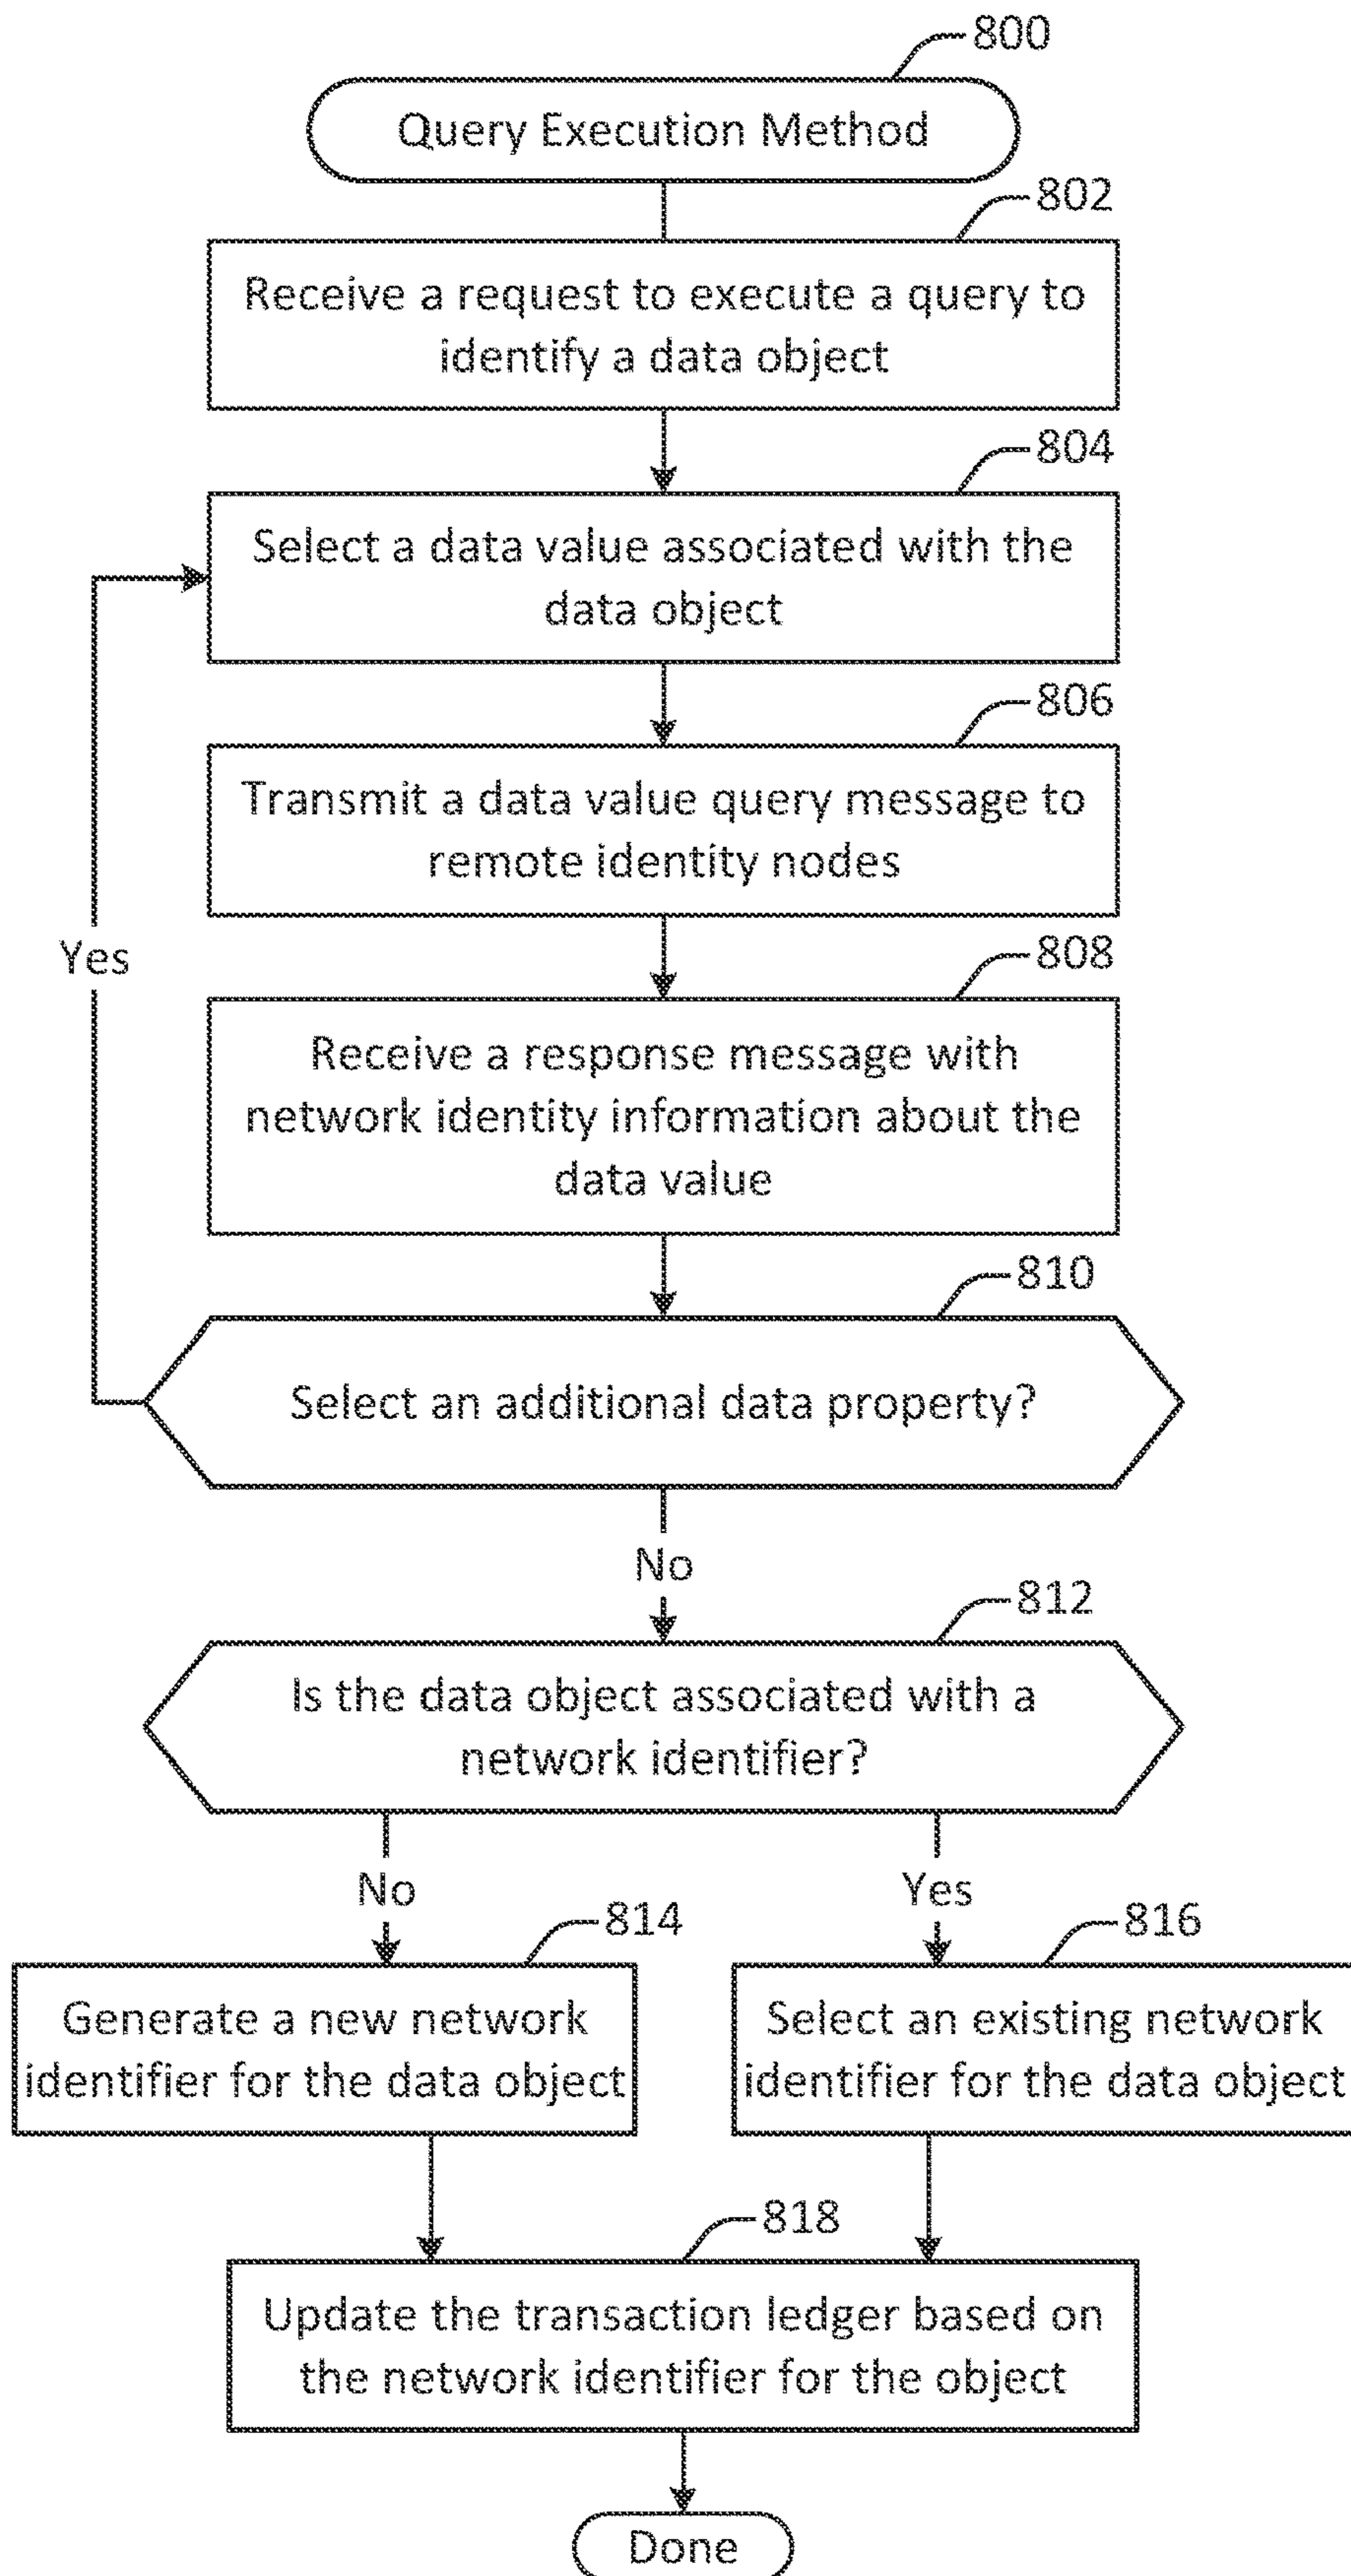 800
Query Execution Method
802
Receive a request to execute a query to
identify a data object
804
Select a data value associated with the
data object
806
Transmit a data value query message to
remote identity nodes
Yes
808
Receive a response message with
network identity information about the
data value
810
Select an additional data property?
No
812
Is the data object associated with a
network identifier?
No
Yes
814
816
Generate a new network
identifier for the data object
Select an existing network
identifier for the data object
818
Update the transaction ledger based on
the network identifier for the object
Done